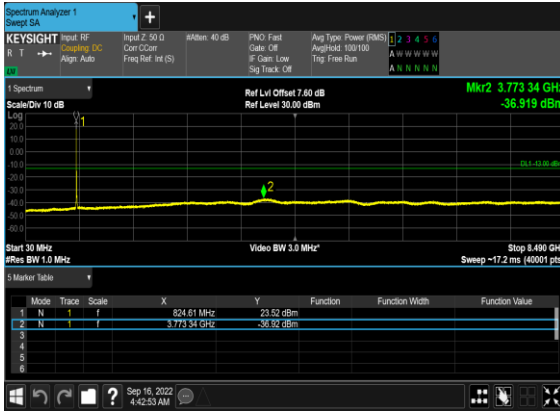 Spectrum Analyzer 1
Swept SA
KEYSIGHT
R T
LXI
Input: RF
Coupling: DC
Align: Auto
Input Z: 50 Ω
Corr CCorr
Freq Ref: Int (S)
#Atten: 40 dB
PNO: Fast
Gate: Off
IF Gain: Low
Sig Track: Off
Avg Type: Power (RMS)
Avg|Hold: 100/100
Trig: Free Run
1 2 3 4 5 6
A W W W W W
A N N N N N
1 Spectrum
Scale/Div 10 dB
Ref Lvl Offset 7.60 dB
Ref Level 30.00 dBm
Mkr2 3.773 34 GHz
-36.919 dBm
Log
20.0
10.0
0.00
-10.0
-20.0
-30.0
-40.0
-50.0
-60.0
1
2
DL1 -13.00 dBm
Start 30 MHz
#Res BW 1.0 MHz
Video BW 3.0 MHz*
Stop 8.490 GHz
Sweep ~17.2 ms (40001 pts)
5 Marker Table
Mode Trace Scale X Y Function Function Width Function Value
1 N 1 f 824.61 MHz 23.52 dBm
2 N 1 f 3.773 34 GHz -36.92 dBm
3
4
5
6
?
Sep 16, 2022
4:42:53 AM